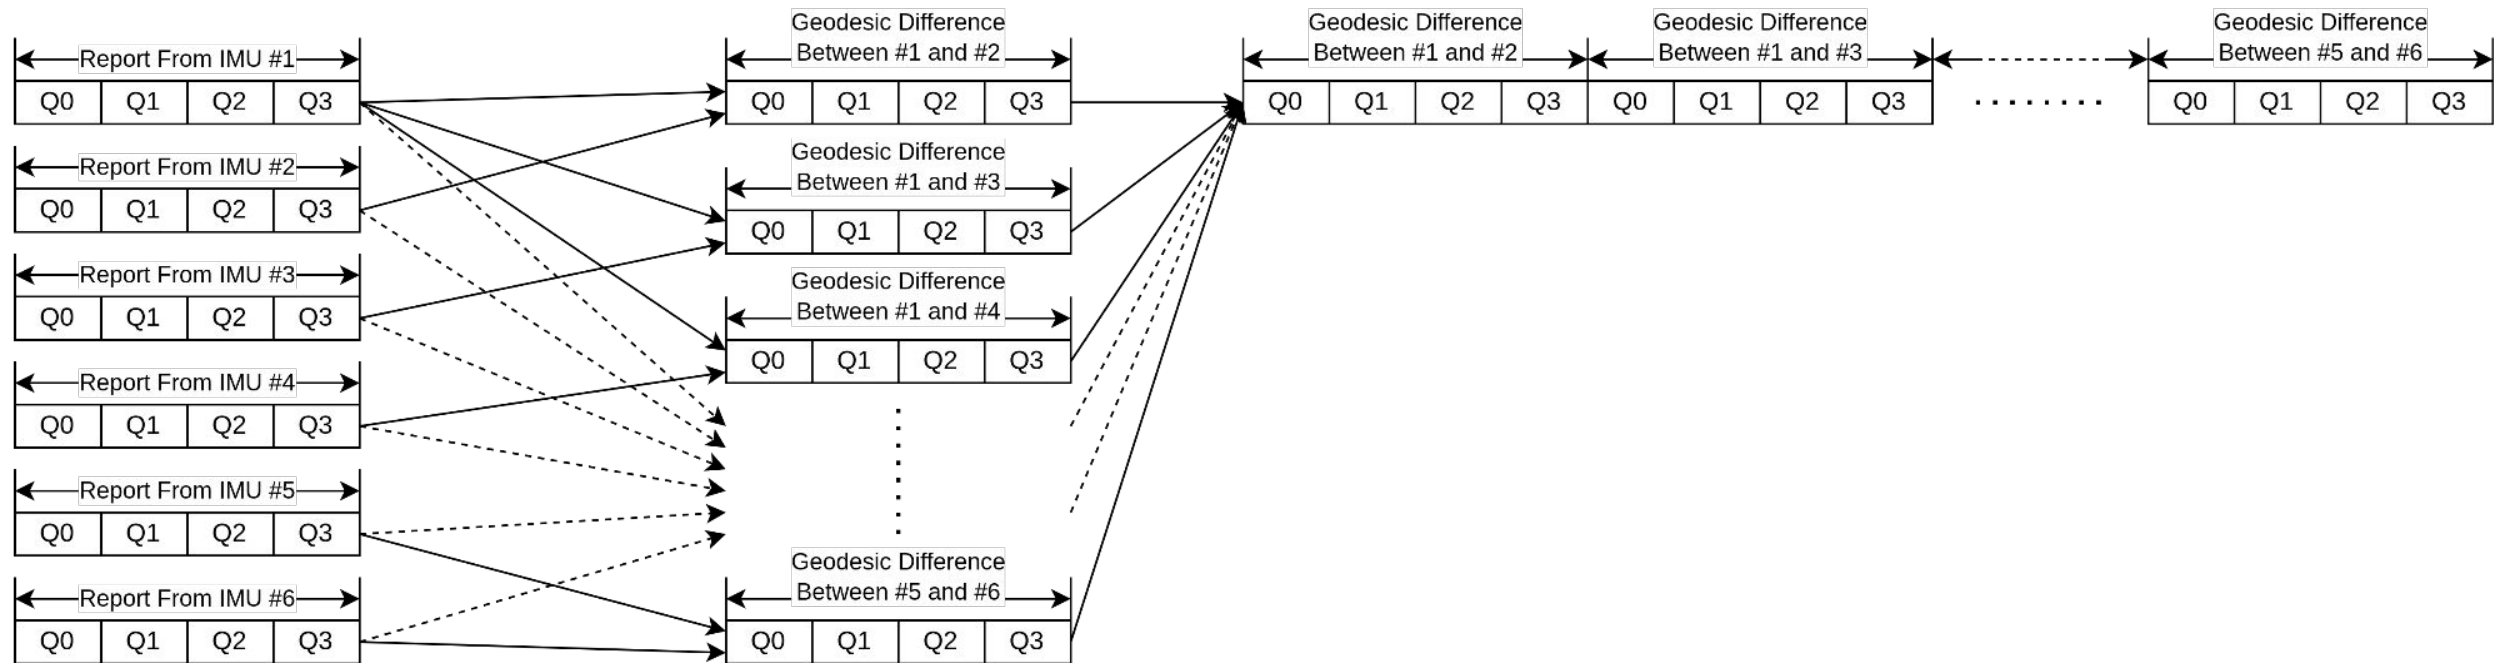 Report From IMU #1
Q0 Q1 Q2 Q3
Report From IMU #2
Q0 Q1 Q2 Q3
Report From IMU #3
Q0 Q1 Q2 Q3
Report From IMU #4
Q0 Q1 Q2 Q3
Report From IMU #5
Q0 Q1 Q2 Q3
Report From IMU #6
Q0 Q1 Q2 Q3
Geodesic Difference
Between #1 and #2
Q0 Q1 Q2 Q3
Geodesic Difference
Between #1 and #3
Q0 Q1 Q2 Q3
Geodesic Difference
Between #1 and #4
Q0 Q1 Q2 Q3
Geodesic Difference
Between #5 and #6
Q0 Q1 Q2 Q3
Geodesic Difference
Between #1 and #2
Q0 Q1 Q2 Q3
Geodesic Difference
Between #1 and #3
Q0 Q1 Q2 Q3
Geodesic Difference
Between #5 and #6
Q0 Q1 Q2 Q3